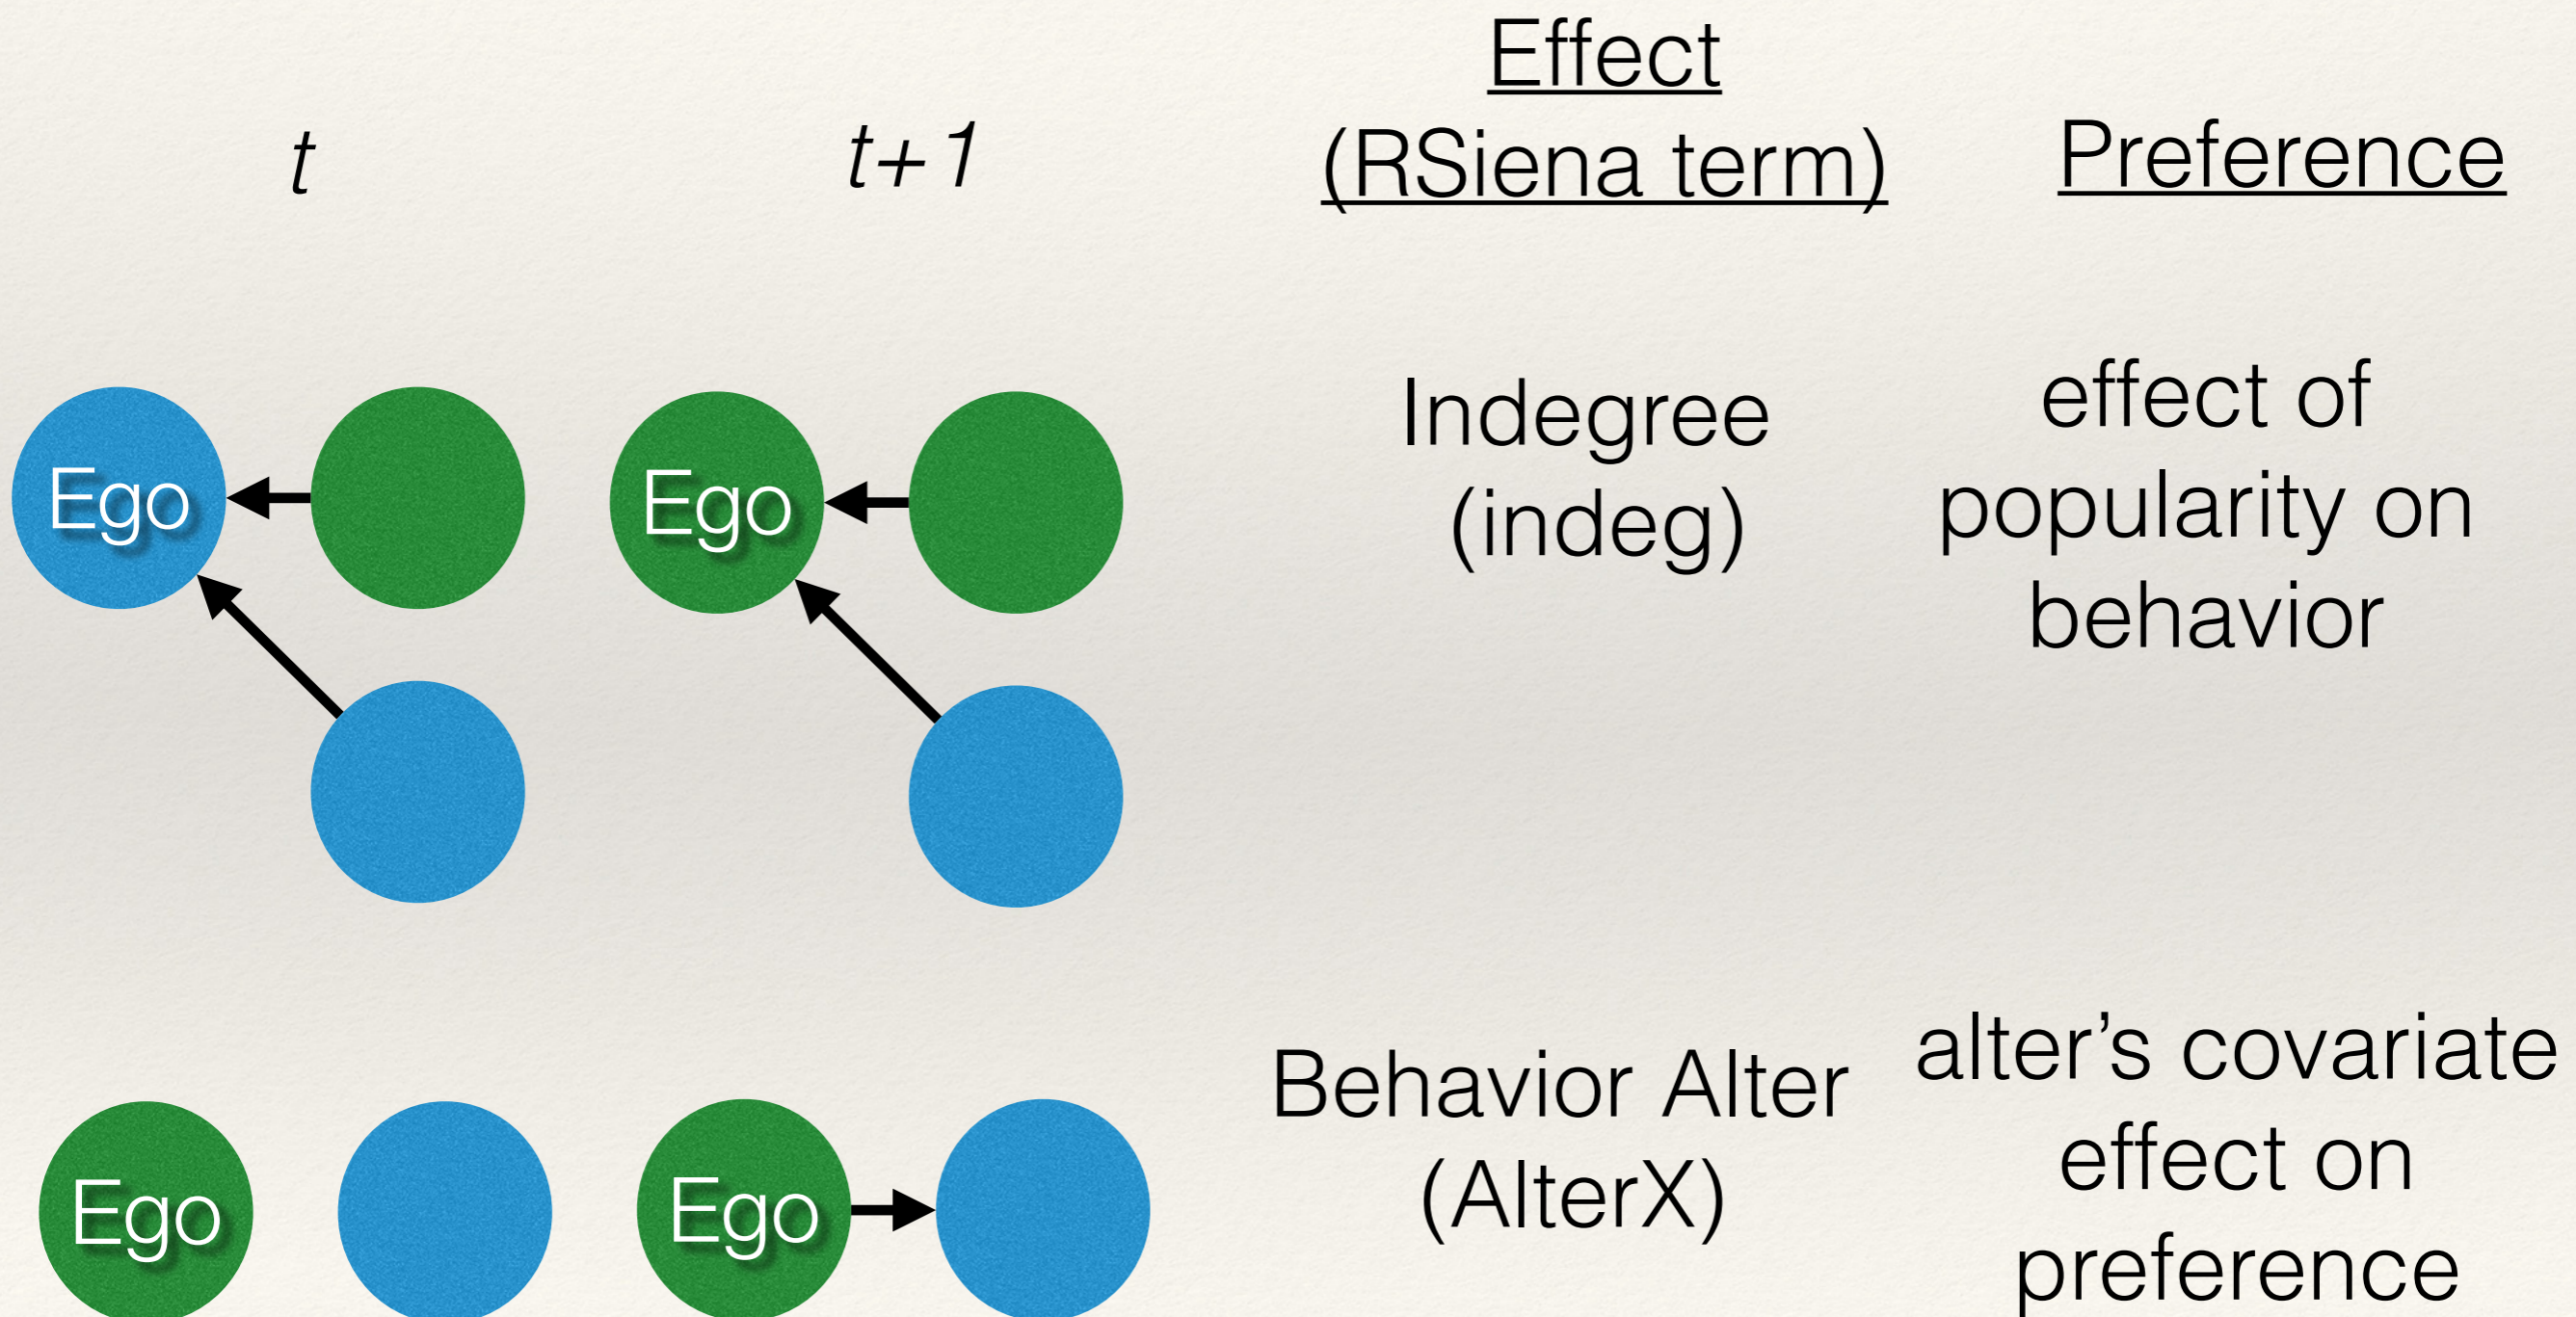 t
t+1
Effect
(RSiena term)
Preference
Ego
Ego
Indegree
(indeg)
effect of
popularity on
behavior
Ego
Ego
Behavior Alter
(AlterX)
alter’s covariate
effect on
preference